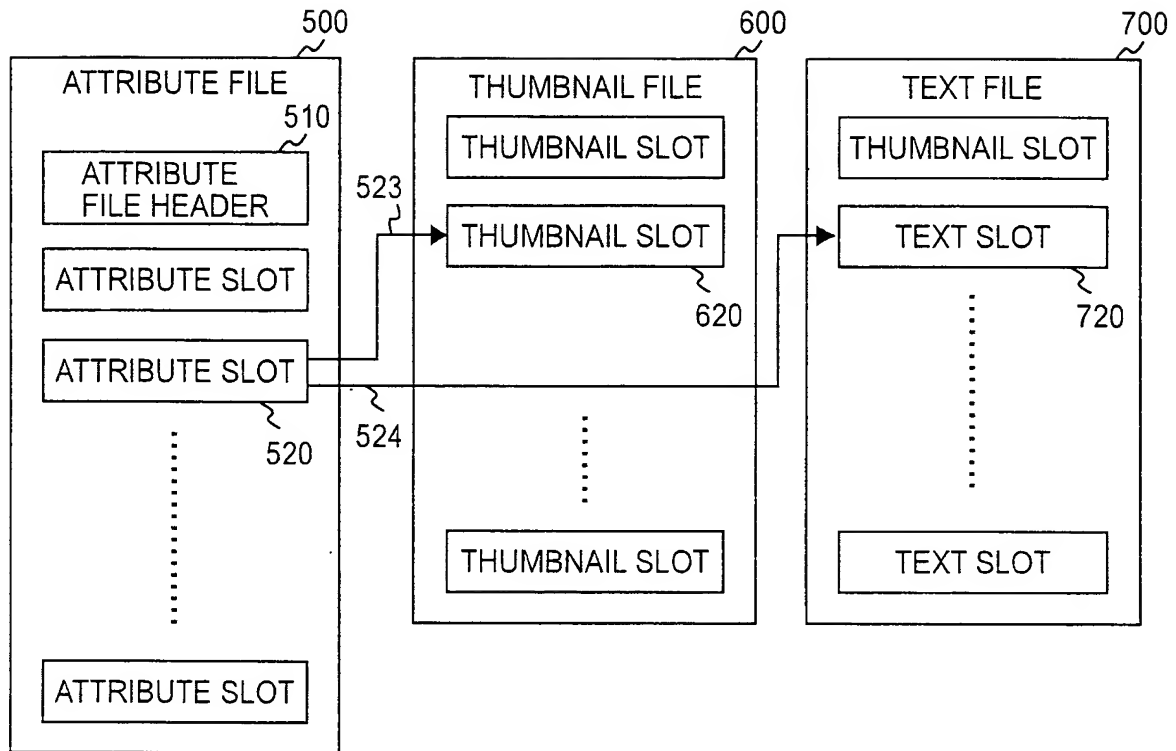 500
ATTRIBUTE FILE
510
ATTRIBUTE
FILE HEADER
ATTRIBUTE SLOT
ATTRIBUTE SLOT
520
ATTRIBUTE SLOT
523
524
600
THUMBNAIL FILE
THUMBNAIL SLOT
THUMBNAIL SLOT
620
THUMBNAIL SLOT
700
TEXT FILE
THUMBNAIL SLOT
TEXT SLOT
720
TEXT SLOT